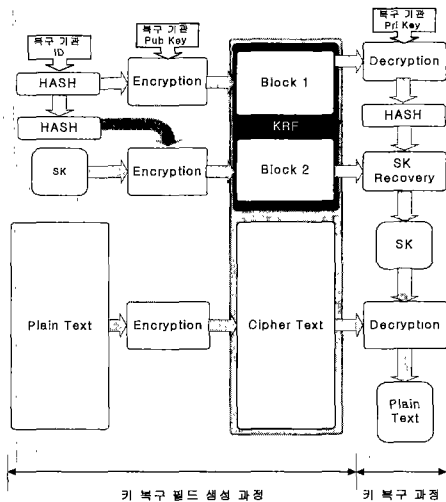 복구 기관
ID
복구 기관
Pub Key
복구 기관
Pri Key
HASH
Encryption
Block 1
Decryption
HASH
KRF
HASH
SK
Encryption
Block 2
SK
Recovery
SK
Plain Text
Encryption
Cipher Text
Decryption
Plain
Text
키 복구 필드 생성 과정
키 복구 과정